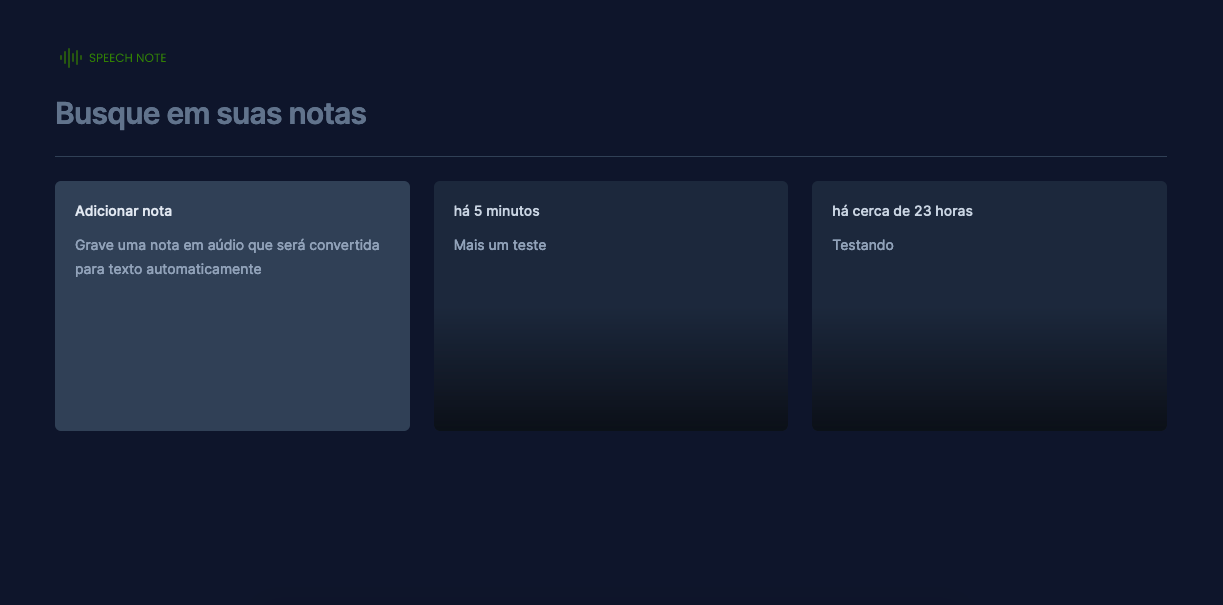 SPEECH NOTE
Busque em suas notas
Adicionar nota
Grave uma nota em aúdio que será convertida
para texto automaticamente
há 5 minutos
Mais um teste
há cerca de 23 horas
Testando